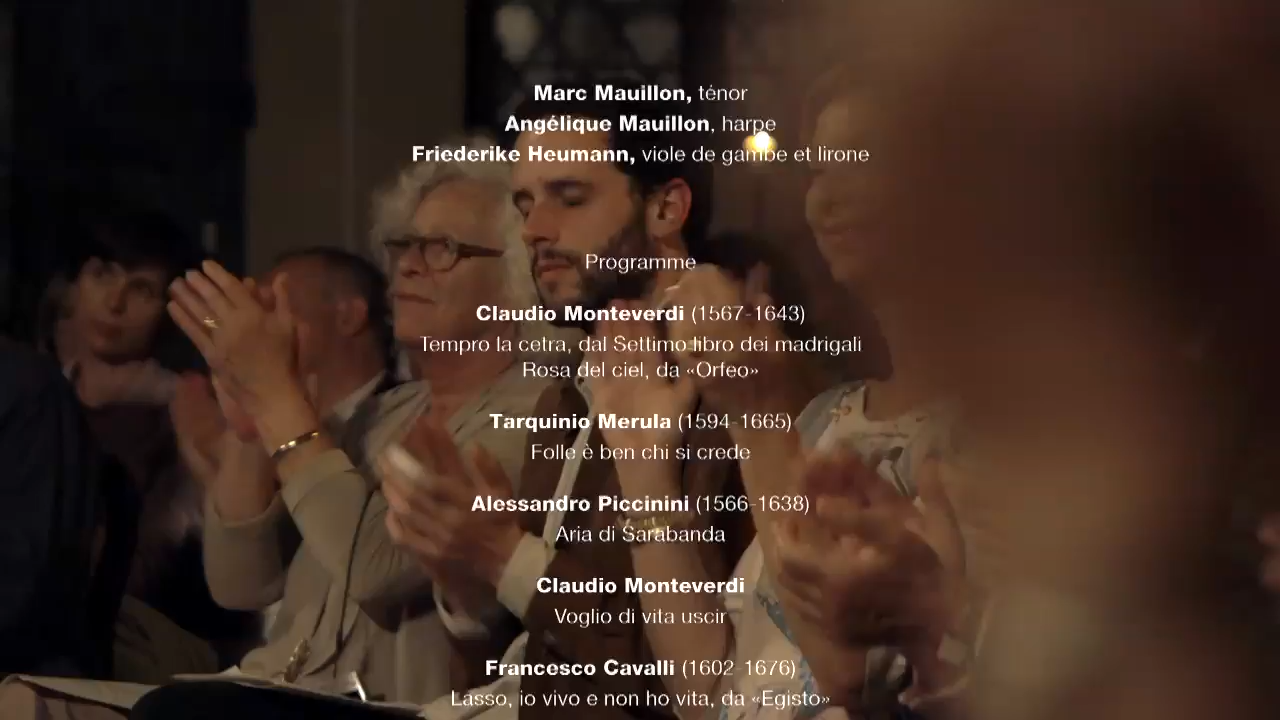 Marc Mauillon, ténor
Angélique Mauillon, harpe
Friederike Heumann, viole de gambe et lirone
Programme
Claudio Monteverdi (1567-1643)
Tempro la cetra, dal Settimo libro dei madrigali
Rosa del ciel, da «Orfeo»
Tarquinio Merula (1594-1665)
Folle è ben chi si crede
Alessandro Piccinini (1566-1638)
Aria di Sarabanda
Claudio Monteverdi
Voglio di vita uscir
Francesco Cavalli (1602-1676)
Lasso, io vivo e non ho vita, da «Egisto»